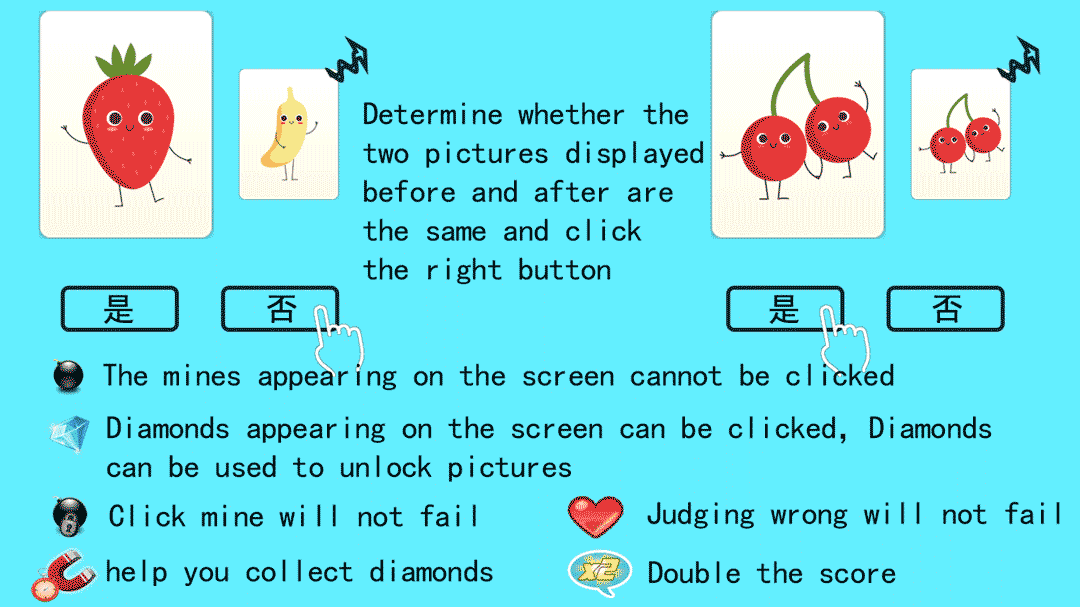 Determine whether the
two pictures displayed
before and after are
the same and click
the right button
是 否 是 否
The mines appearing on the screen cannot be clicked
Diamonds appearing on the screen can be clicked, Diamonds
can be used to unlock pictures
Click mine will not fail
Judging wrong will not fail
help you collect diamonds
x2 Double the score